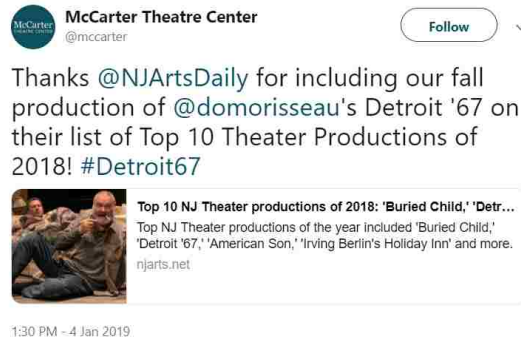 McCarter Theatre Center
McCarter
THEATRE CENTER
@mccarter
Follow
Thanks @NJArtsDaily for including our fall
production of @domorisseau's Detroit '67 on
their list of Top 10 Theater Productions of
2018! #Detroit67
Top 10 NJ Theater productions of 2018: 'Buried Child,' 'Detr...
Top NJ Theater productions of the year included 'Buried Child,'
'Detroit '67,' 'American Son,' 'Irving Berlin's Holiday Inn' and more.
njarts.net
1:30 PM - 4 Jan 2019